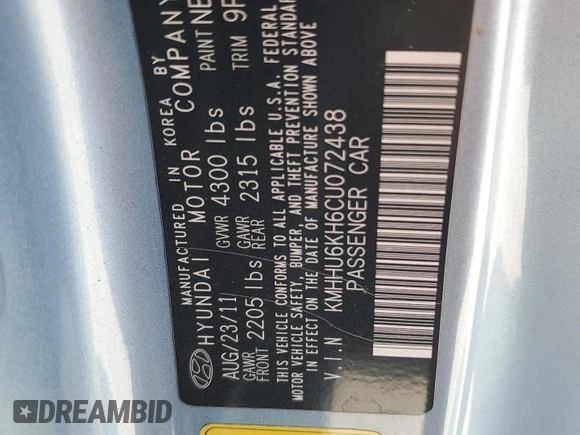 MANUFACTURED IN KOREA BY
HYUNDAI MOTOR COMPANY
AUG/23/11 GVWR 4300 lbs PAINT NE
GAWR FRONT 2205 lbs GAWR REAR 2315 lbs TRIM 9F
THIS VEHICLE CONFORMS TO ALL APPLICABLE U.S.A. FEDERAL
MOTOR VEHICLE SAFETY, BUMPER, AND THEFT PREVENTION STANDAR
IN EFFECT ON THE DATE OF MANUFACTURE SHOWN ABOVE
V.I.N KMHHU6KH6CU072438
PASSENGER CAR
DREAMBID